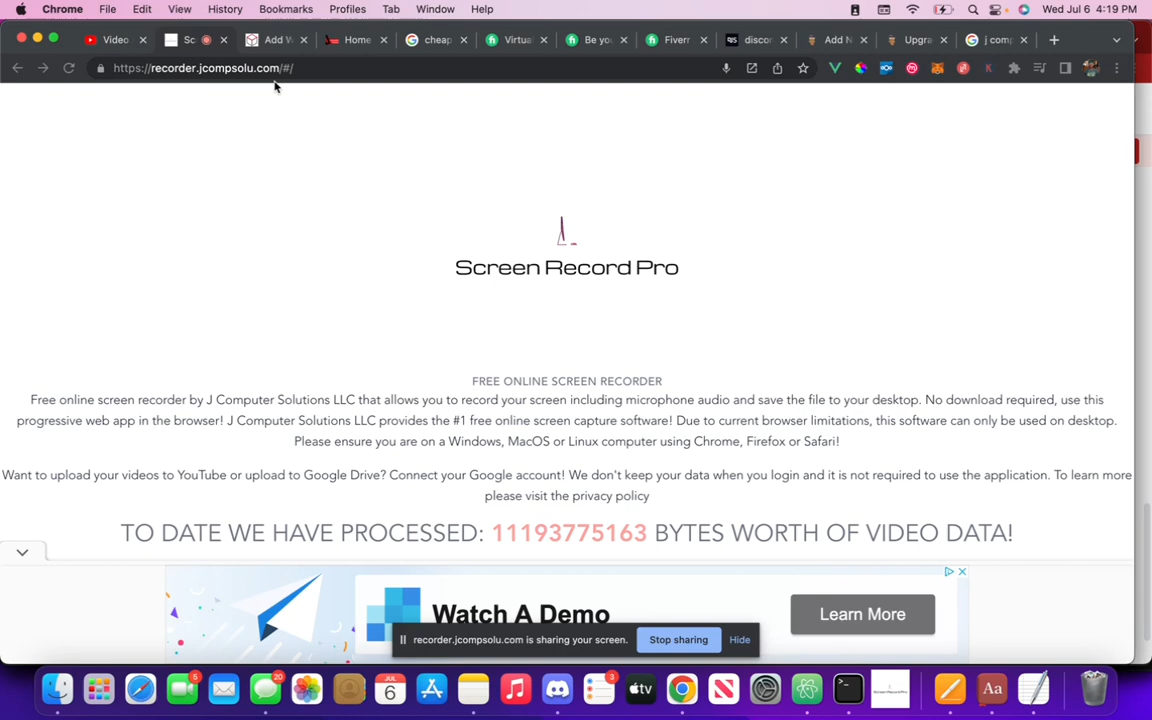 Chrome File Edit View History Bookmarks Profiles Tab Window Help Wed Jul 6 4:19 PM
Video Sc Add W Home cheap Virtua Be you Fiverr discor Add N Upgra j comp
https://recorder.jcompsolu.com/#/
Screen Record Pro
FREE ONLINE SCREEN RECORDER
Free online screen recorder by J Computer Solutions LLC that allows you to record your screen including microphone audio and save the file to your desktop. No download required, use this
progressive web app in the browser! J Computer Solutions LLC provides the #1 free online screen capture software! Due to current browser limitations, this software can only be used on desktop.
Please ensure you are on a Windows, MacOS or Linux computer using Chrome, Firefox or Safari!
Want to upload your videos to YouTube or upload to Google Drive? Connect your Google account! We don't keep your data when you login and it is not required to use the application. To learn more
please visit the privacy policy
TO DATE WE HAVE PROCESSED: 11193775163 BYTES WORTH OF VIDEO DATA!
Watch A Demo
Learn More
recorder.jcompsolu.com is sharing your screen. Stop sharing Hide
5 20 JUL 6 3 tv Aa